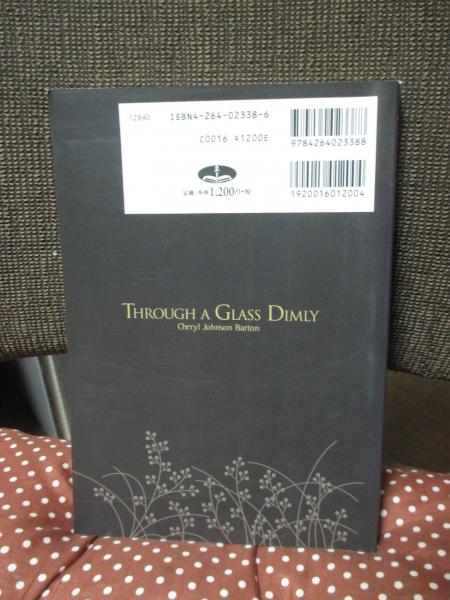 12840
ISBN4-264-02338-6
C0016 ¥1200E
定価(本体1,200円+税)
9784264023388
1920016012004
THROUGH A GLASS DIMLY
Cheryl Johnson Barton